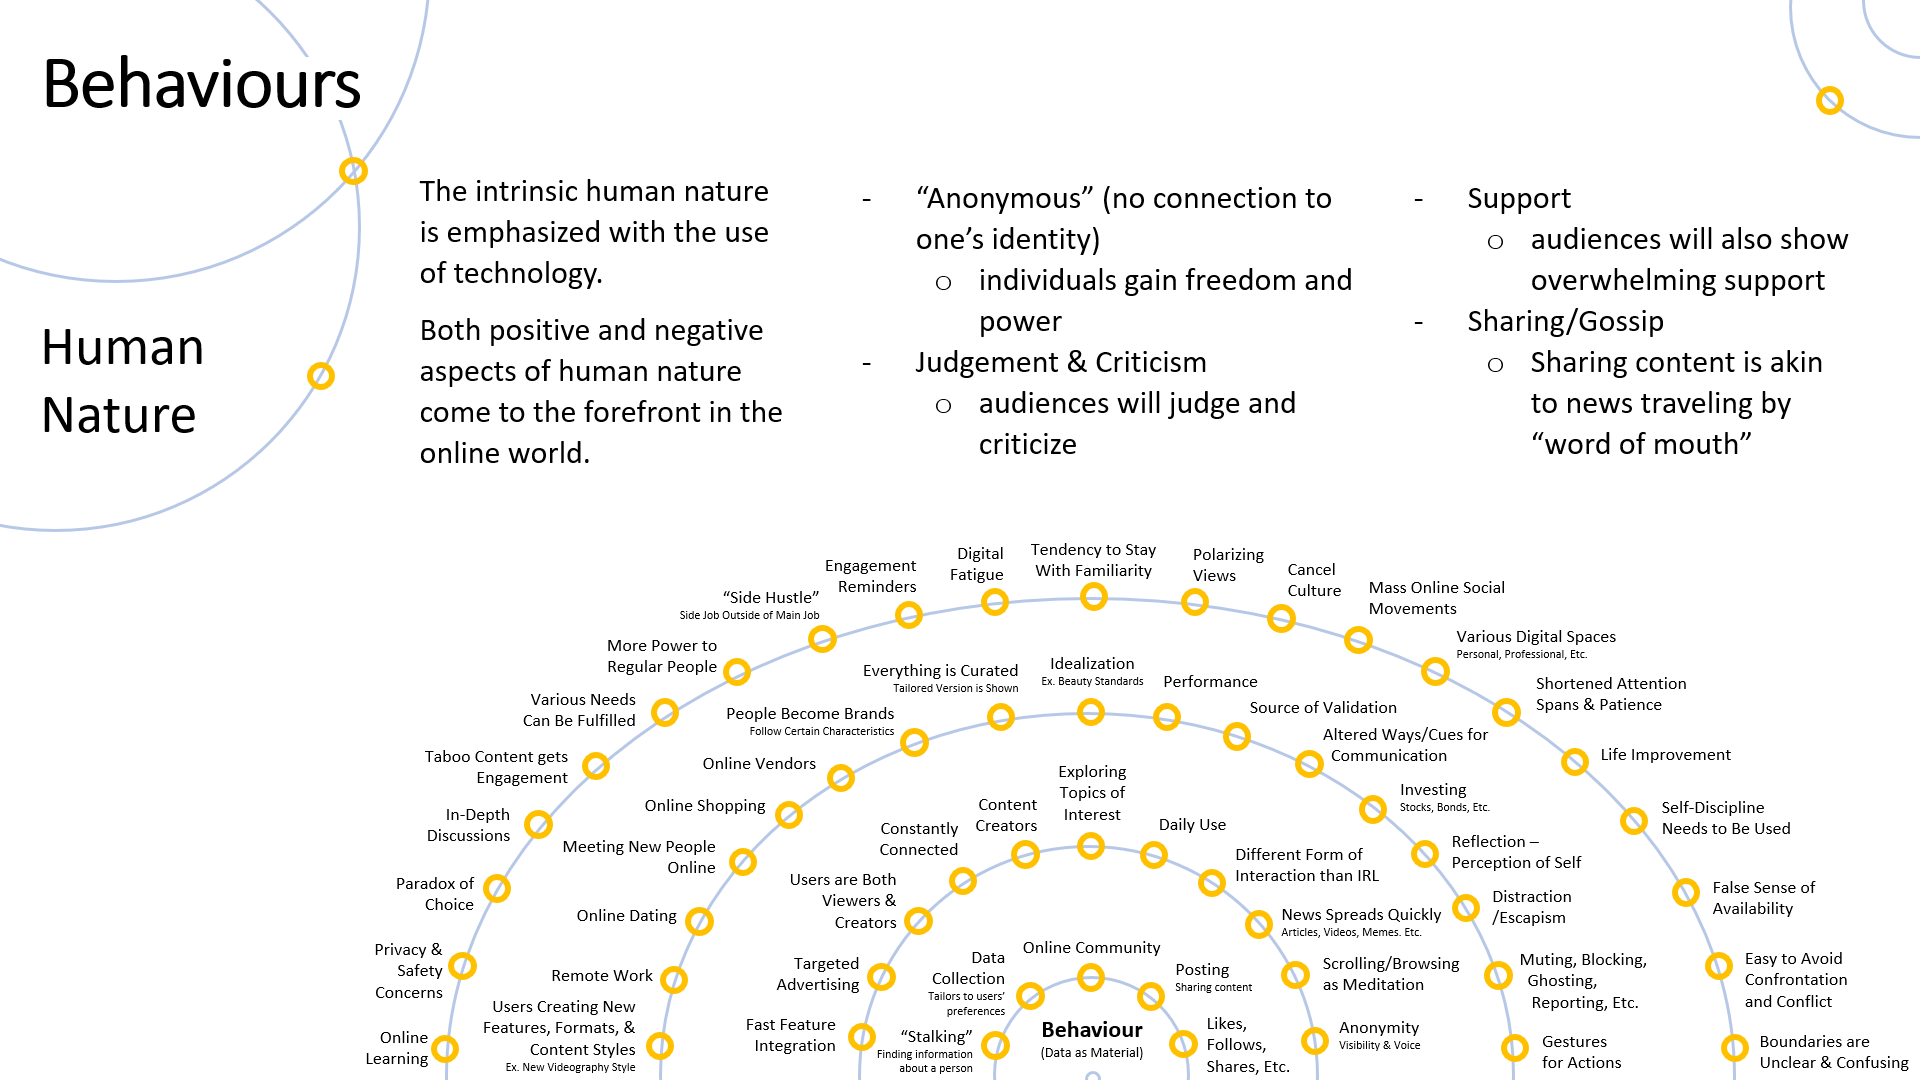 Behaviours
Human
Nature
The intrinsic human nature
is emphasized with the use
of technology.
Both positive and negative
aspects of human nature
come to the forefront in the
online world.
- “Anonymous” (no connection to
one’s identity)
o individuals gain freedom and
power
- Judgement & Criticism
o audiences will judge and
criticize
- Support
o audiences will also show
overwhelming support
- Sharing/Gossip
o Sharing content is akin
to news traveling by
“word of mouth”
Online
Learning
Privacy &
Safety
Concerns
Paradox of
Choice
In-Depth
Discussions
Taboo Content gets
Engagement
Various Needs
Can Be Fulfilled
More Power to
Regular People
“Side Hustle”
Side Job Outside of Main Job
Engagement
Reminders
Digital
Fatigue
Tendency to Stay
With Familiarity
Polarizing
Views
Cancel
Culture
Mass Online Social
Movements
Various Digital Spaces
Personal, Professional, Etc.
Shortened Attention
Spans & Patience
Life Improvement
Self-Discipline
Needs to Be Used
False Sense of
Availability
Easy to Avoid
Confrontation
and Conflict
Boundaries are
Unclear & Confusing
Users Creating New
Features, Formats, &
Content Styles
Ex. New Videography Style
Remote Work
Online Dating
Meeting New People
Online
Online Shopping
Online Vendors
People Become Brands
Follow Certain Characteristics
Everything is Curated
Tailored Version is Shown
Idealization
Ex. Beauty Standards
Performance
Source of Validation
Altered Ways/Cues for
Communication
Investing
Stocks, Bonds, Etc.
Reflection –
Perception of Self
Distraction
/Escapism
Muting, Blocking,
Ghosting,
Reporting, Etc.
Gestures
for Actions
Fast Feature
Integration
Targeted
Advertising
Users are Both
Viewers &
Creators
Constantly
Connected
Content
Creators
Exploring
Topics of
Interest
Daily Use
Different Form of
Interaction than IRL
News Spreads Quickly
Articles, Videos, Memes. Etc.
Scrolling/Browsing
as Meditation
Anonymity
Visibility & Voice
“Stalking”
Finding information
about a person
Data
Collection
Tailors to users’
preferences
Online Community
Posting
Sharing content
Likes,
Follows,
Shares, Etc.
Behaviour
(Data as Material)